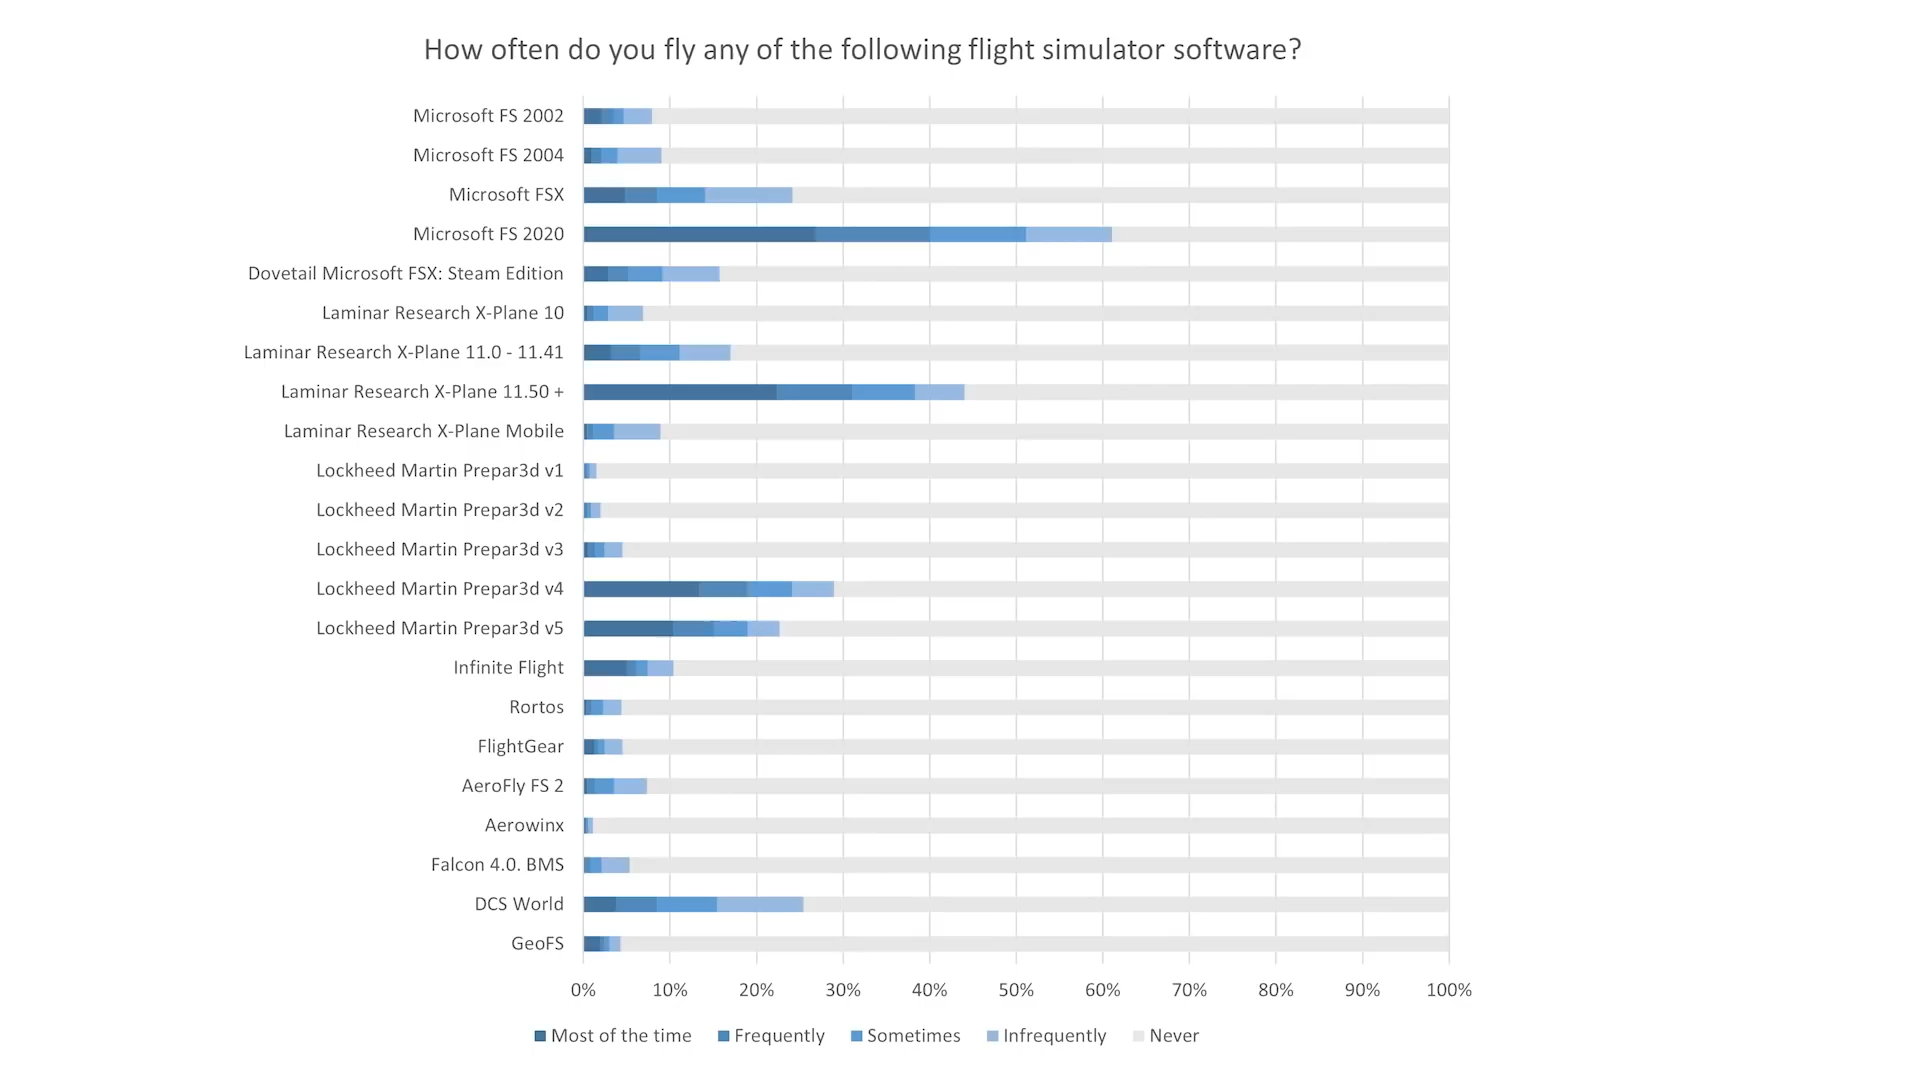 How often do you fly any of the following flight simulator software?
Microsoft FS 2002
Microsoft FS 2004
Microsoft FSX
Microsoft FS 2020
Dovetail Microsoft FSX: Steam Edition
Laminar Research X-Plane 10
Laminar Research X-Plane 11.0 - 11.41
Laminar Research X-Plane 11.50 +
Laminar Research X-Plane Mobile
Lockheed Martin Prepar3d v1
Lockheed Martin Prepar3d v2
Lockheed Martin Prepar3d v3
Lockheed Martin Prepar3d v4
Lockheed Martin Prepar3d v5
Infinite Flight
Rortos
FlightGear
AeroFly FS 2
Aerowinx
Falcon 4.0. BMS
DCS World
GeoFS
0% 10% 20% 30% 40% 50% 60% 70% 80% 90% 100%
Most of the time Frequently Sometimes Infrequently Never